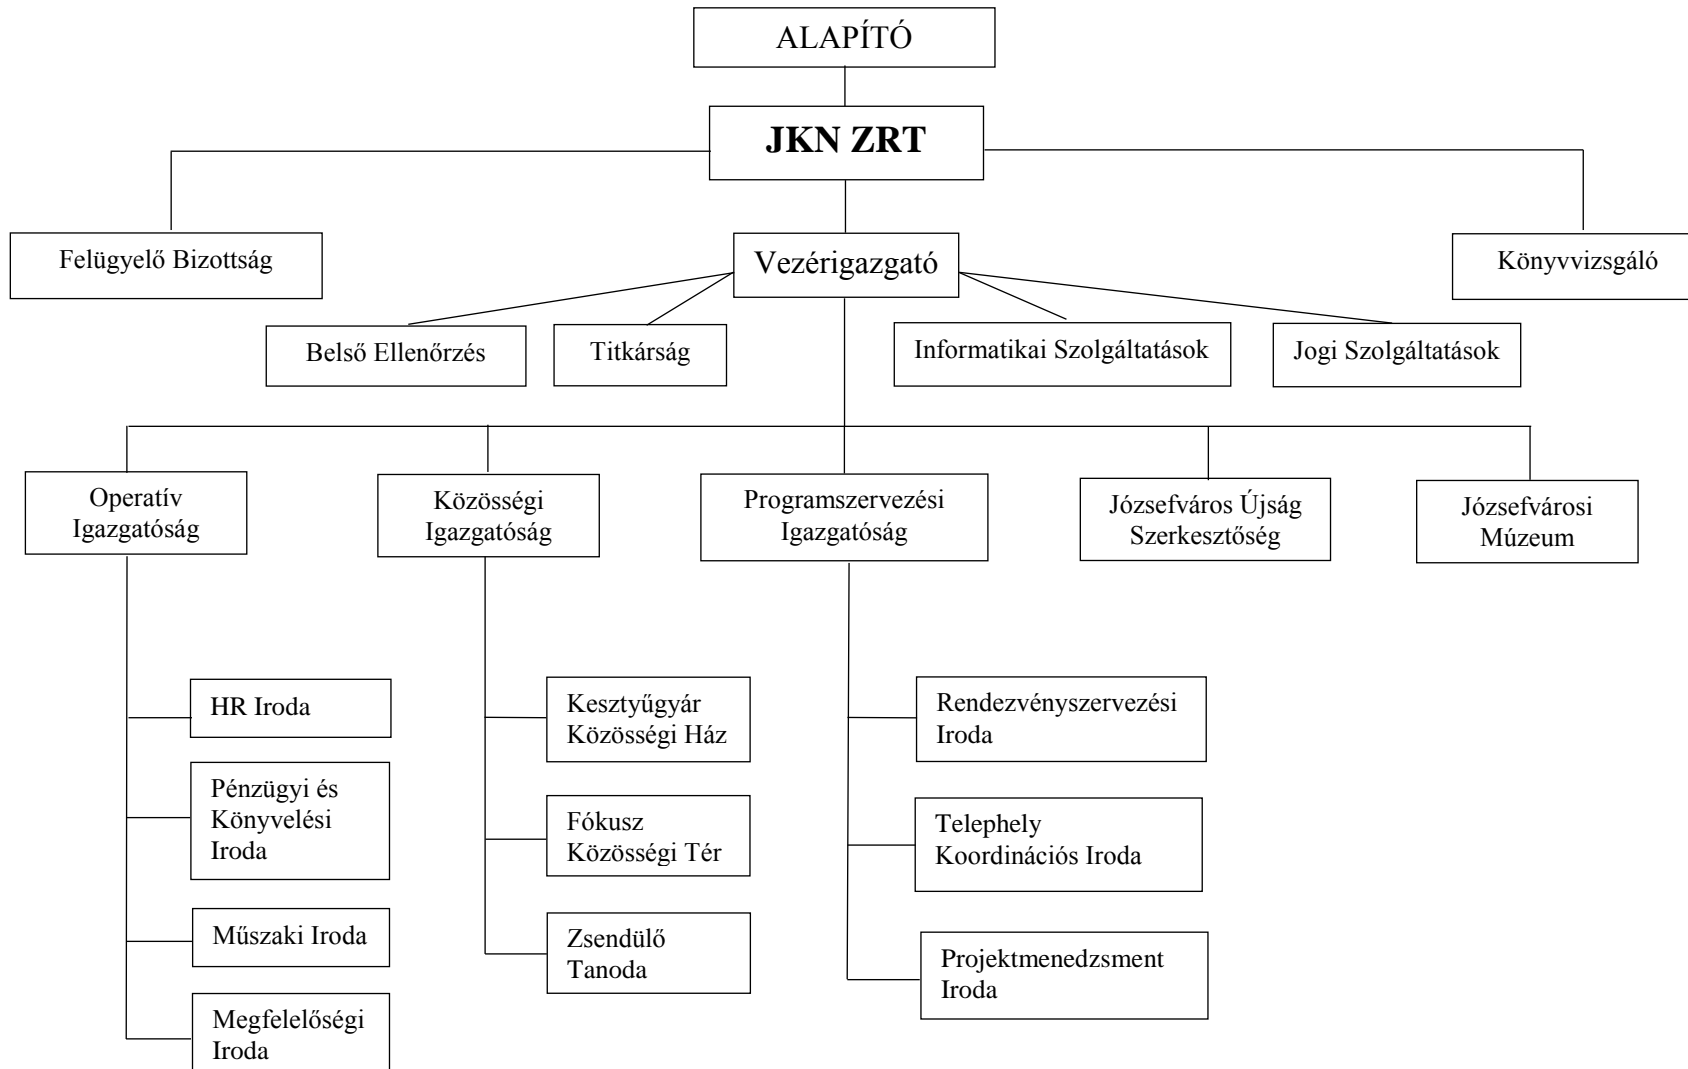 ALAPÍTÓ
JKN ZRT
Felügyelő Bizottság
Vezérigazgató
Könyvvizsgáló
Belső Ellenőrzés
Titkárság
Informatikai Szolgáltatások
Jogi Szolgáltatások
Operatív
Igazgatóság
Közösségi
Igazgatóság
Programszervezési
Igazgatóság
Józsefváros Újság
Szerkesztőség
Józsefvárosi
Múzeum
HR Iroda
Pénzügyi és
Könyvelési
Iroda
Műszaki Iroda
Megfelelőségi
Iroda
Kesztyűgyár
Közösségi Ház
Fókusz
Közösségi Tér
Zsendülő
Tanoda
Rendezvényszervezési
Iroda
Telephely
Koordinációs Iroda
Projektmenedzsment
Iroda